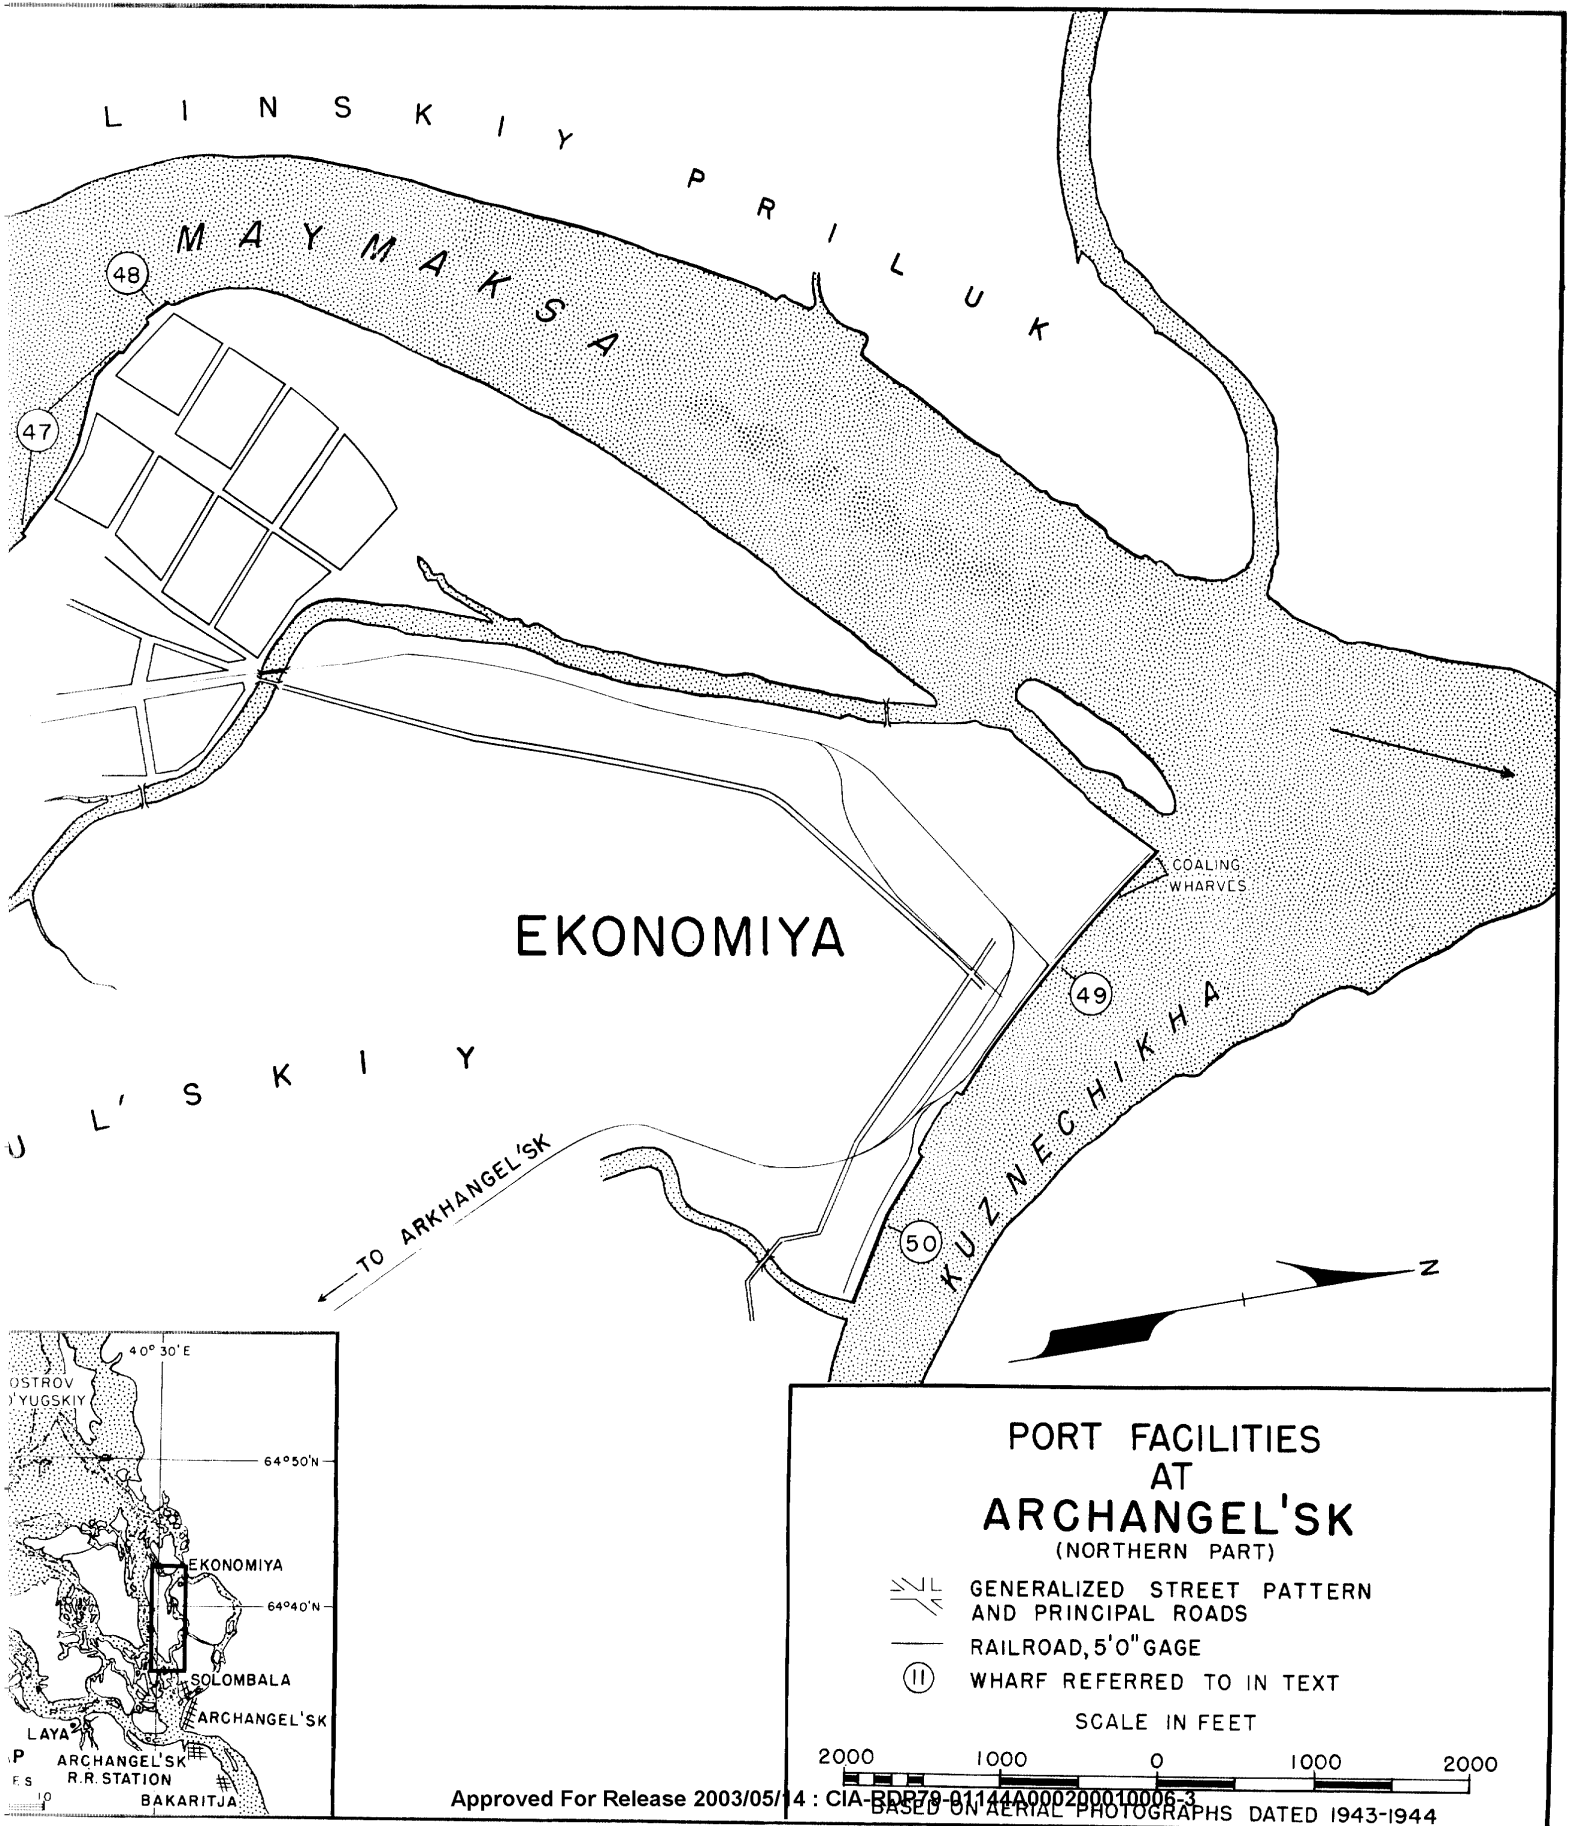 LINSKIY PRILUK
MAYMAKSA
48
47
COALING
WHARVES
EKONOMIYA
49
KUZNECHIKHA
U L'SKIY
TO ARKHANGEL'SK
50
N
40° 30'E
OSTROV
'YUGSKIY
64°50'N
EKONOMIYA
64°40'N
SOLOMBALA
ARCHANGEL'SK
LAYA
ARCHANGEL'SK
R.R. STATION
BAKARITJA
10
PORT FACILITIES
AT
ARCHANGEL'SK
(NORTHERN PART)
GENERALIZED STREET PATTERN
AND PRINCIPAL ROADS
RAILROAD, 5'0" GAGE
11 WHARF REFERRED TO IN TEXT
SCALE IN FEET
2000 1000 0 1000 2000
Approved For Release 2003/05/14 : CIA-RDP79-01144A000200010006-3
BASED ON AERIAL PHOTOGRAPHS DATED 1943-1944